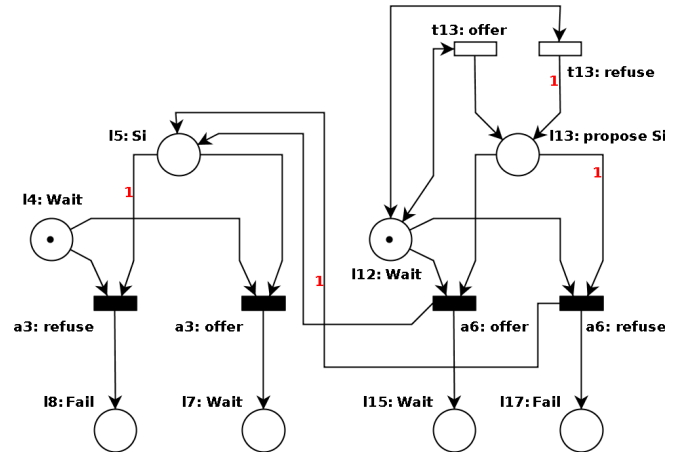 t13: offer
t13: refuse
1
l5: Si
l13: propose Si
1
1
l4: Wait
l12: Wait
1
a3: refuse
a3: offer
a6: offer
a6: refuse
l8: Fail
l7: Wait
l15: Wait
l17: Fail